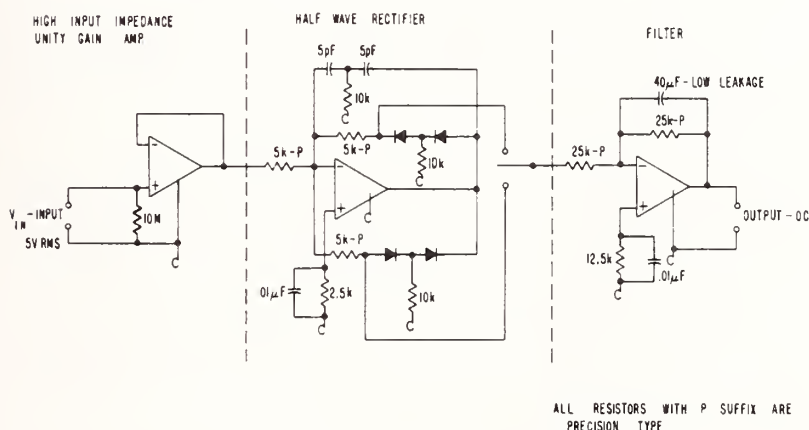 HIGH INPUT IMPEDANCE
UNITY GAIN AMP.
HALF WAVE RECTIFIER
FILTER
5pF 5pF
10k
5k-P
5k-P
10k
C
C
5k-P
.01μF
2.5k
10k
C
C
V IN -INPUT
5V RMS
10M
C
40μF-LOW LEAKAGE
25k-P
25k-P
12.5k
.01μF
C
C
OUTPUT-DC
C
ALL RESISTORS WITH P SUFFIX ARE
PRECISION TYPE
- + - + - +